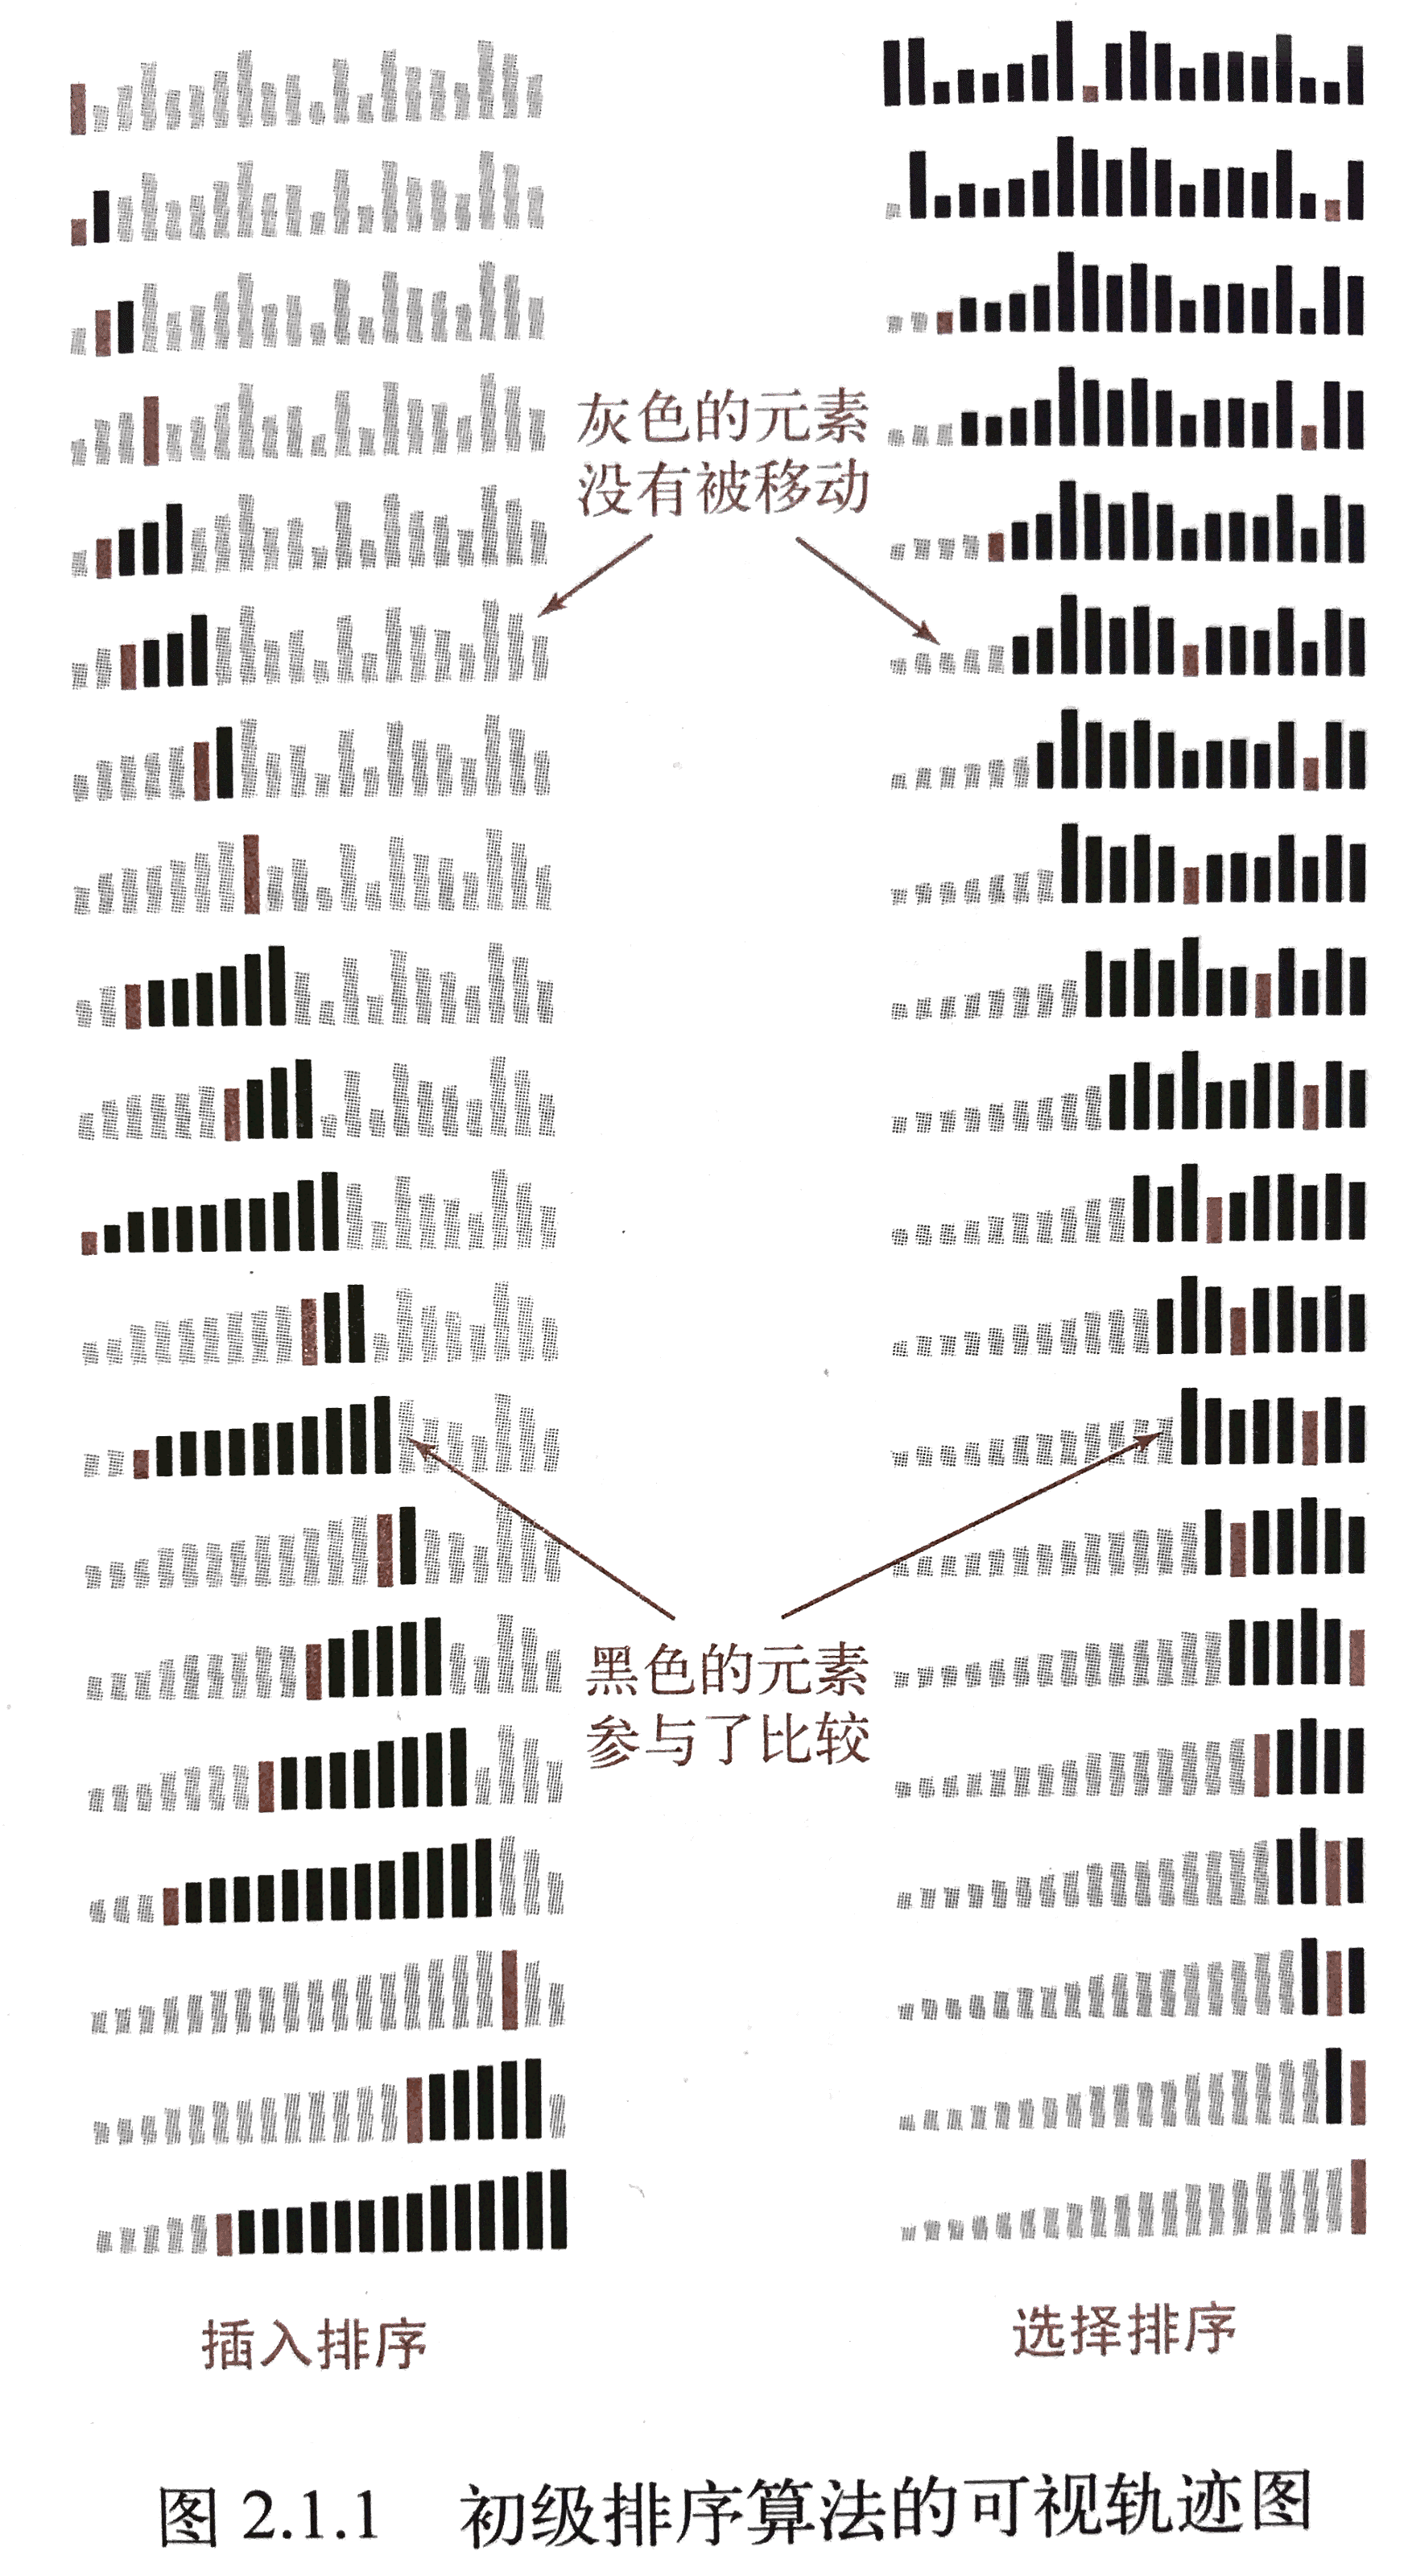 灰色的元素
没有被移动
黑色的元素
参与了比较
插入排序
选择排序
图 2.1.1 初级排序算法的可视轨迹图